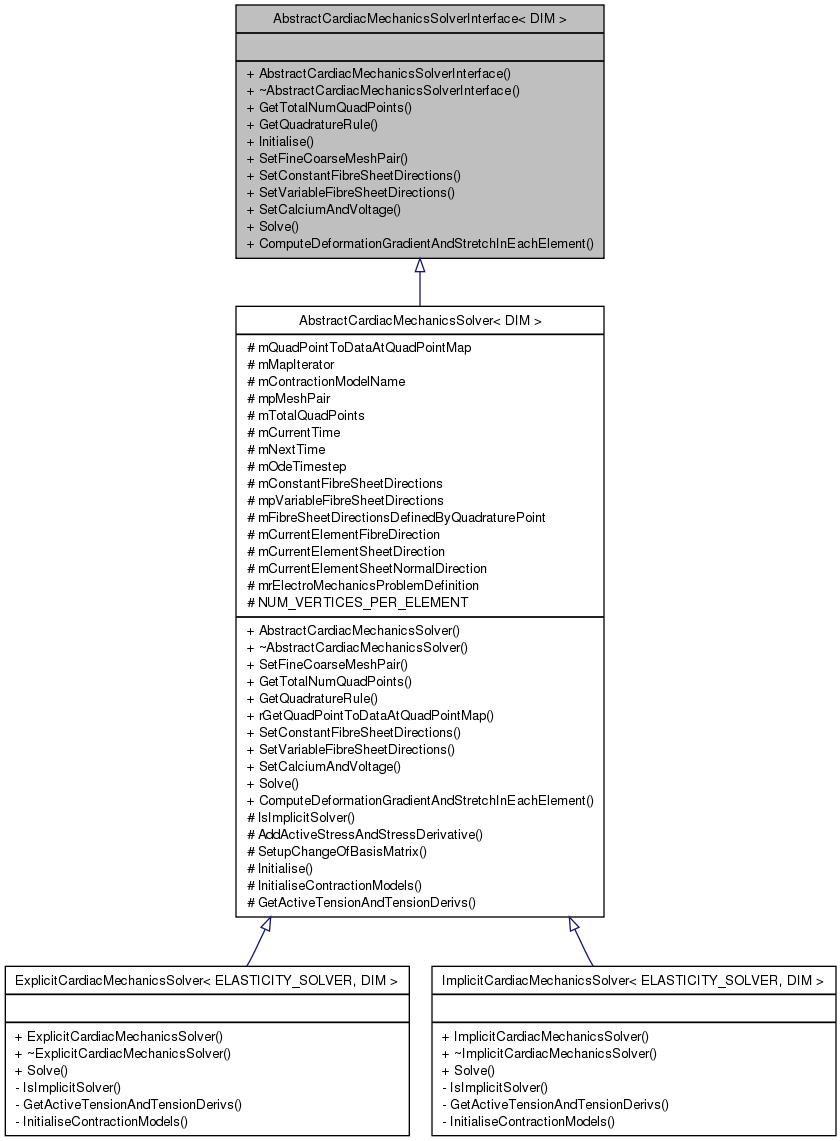 AbstractCardiacMechanicsSolverInterface< DIM >
+ AbstractCardiacMechanicsSolverInterface()
+ ~AbstractCardiacMechanicsSolverInterface()
+ GetTotalNumQuadPoints()
+ GetQuadratureRule()
+ Initialise()
+ SetFineCoarseMeshPair()
+ SetConstantFibreSheetDirections()
+ SetVariableFibreSheetDirections()
+ SetCalciumAndVoltage()
+ Solve()
+ ComputeDeformationGradientAndStretchInEachElement()
AbstractCardiacMechanicsSolver< DIM >
# mQuadPointToDataAtQuadPointMap
# mMapIterator
# mContractionModelName
# mpMeshPair
# mTotalQuadPoints
# mCurrentTime
# mNextTime
# mOdeTimestep
# mConstantFibreSheetDirections
# mpVariableFibreSheetDirections
# mFibreSheetDirectionsDefinedByQuadraturePoint
# mCurrentElementFibreDirection
# mCurrentElementSheetDirection
# mCurrentElementSheetNormalDirection
# mrElectroMechanicsProblemDefinition
# NUM_VERTICES_PER_ELEMENT
+ AbstractCardiacMechanicsSolver()
+ ~AbstractCardiacMechanicsSolver()
+ SetFineCoarseMeshPair()
+ GetTotalNumQuadPoints()
+ GetQuadratureRule()
+ rGetQuadPointToDataAtQuadPointMap()
+ SetConstantFibreSheetDirections()
+ SetVariableFibreSheetDirections()
+ SetCalciumAndVoltage()
+ Solve()
+ ComputeDeformationGradientAndStretchInEachElement()
# IsImplicitSolver()
# AddActiveStressAndStressDerivative()
# SetupChangeOfBasisMatrix()
# Initialise()
# InitialiseContractionModels()
# GetActiveTensionAndTensionDerivs()
ExplicitCardiacMechanicsSolver< ELASTICITY_SOLVER, DIM >
+ ExplicitCardiacMechanicsSolver()
+ ~ExplicitCardiacMechanicsSolver()
+ Solve()
- IsImplicitSolver()
- GetActiveTensionAndTensionDerivs()
- InitialiseContractionModels()
ImplicitCardiacMechanicsSolver< ELASTICITY_SOLVER, DIM >
+ ImplicitCardiacMechanicsSolver()
+ ~ImplicitCardiacMechanicsSolver()
+ Solve()
- IsImplicitSolver()
- GetActiveTensionAndTensionDerivs()
- InitialiseContractionModels()